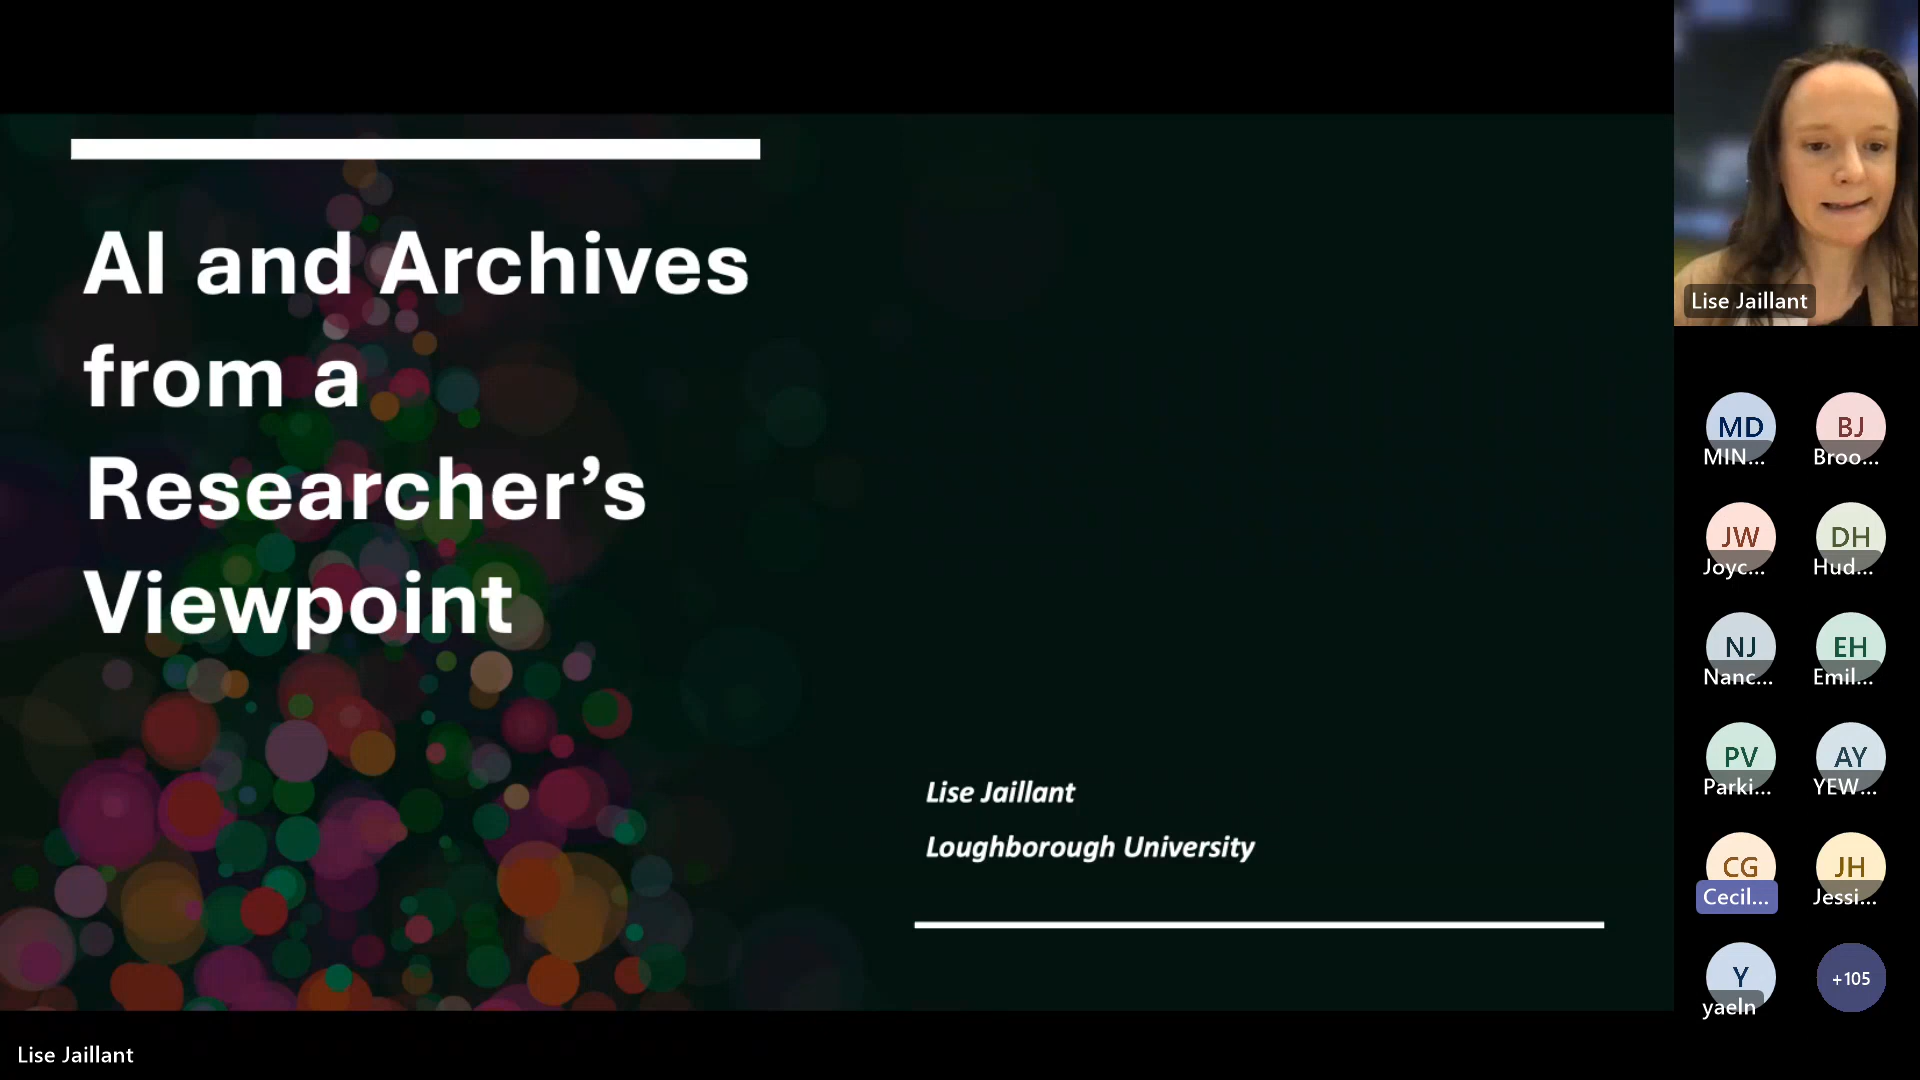 AI and Archives
from a
Researcher’s
Viewpoint
Lise Jaillant
Loughborough University
Lise Jaillant
Lise Jaillant
MD
MIN...
BJ
Broo...
JW
Joyc...
DH
Hud...
NJ
Nanc...
EH
Emil...
PV
Parki...
AY
YEW...
CG
Cecil...
JH
Jessi...
Y
yaeln
+105